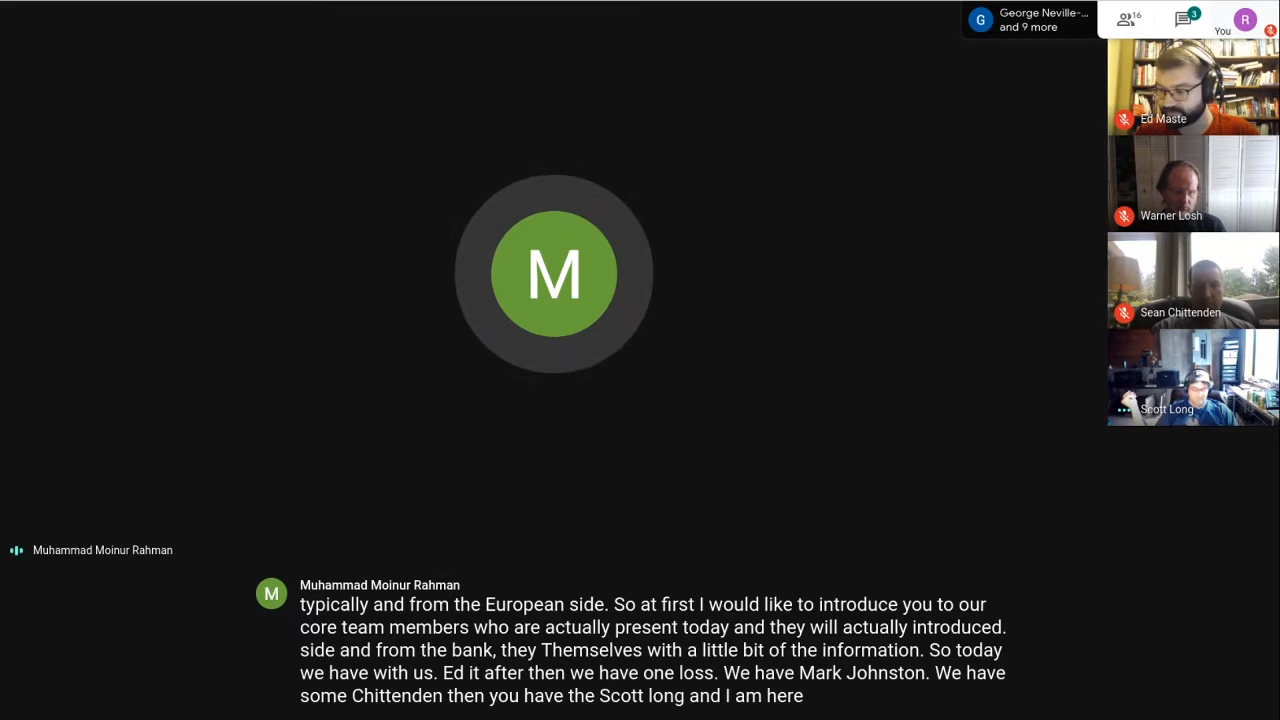 George Neville-...
and 9 more
G
16
3
You
R
Ed Maste
Warner Losh
Sean Chittenden
Scott Long
M
Muhammad Moinur Rahman
M
Muhammad Moinur Rahman
typically and from the European side. So at first I would like to introduce you to our
core team members who are actually present today and they will actually introduced.
side and from the bank, they Themselves with a little bit of the information. So today
we have with us. Ed it after then we have one loss. We have Mark Johnston. We have
some Chittenden then you have the Scott long and I am here